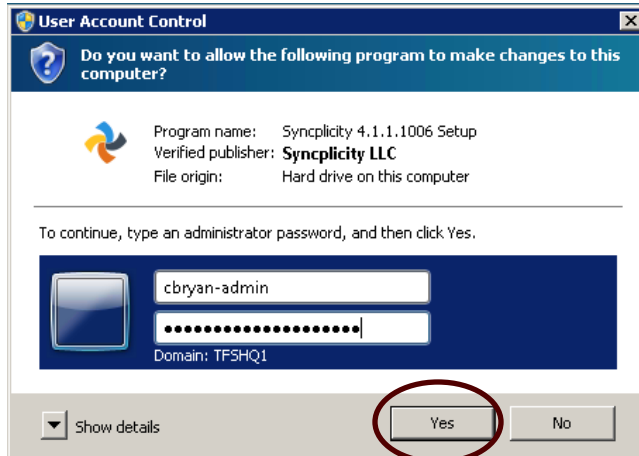 User Account Control
Do you want to allow the following program to make changes to this
computer?
Program name: Syncplicity 4.1.1.1006 Setup
Verified publisher: Syncplicity LLC
File origin: Hard drive on this computer
To continue, type an administrator password, and then click Yes.
cbryan-admin
●●●●●●●●●●●●●●●●●●●●
Domain: TFSHQ1
Show details
Yes
No